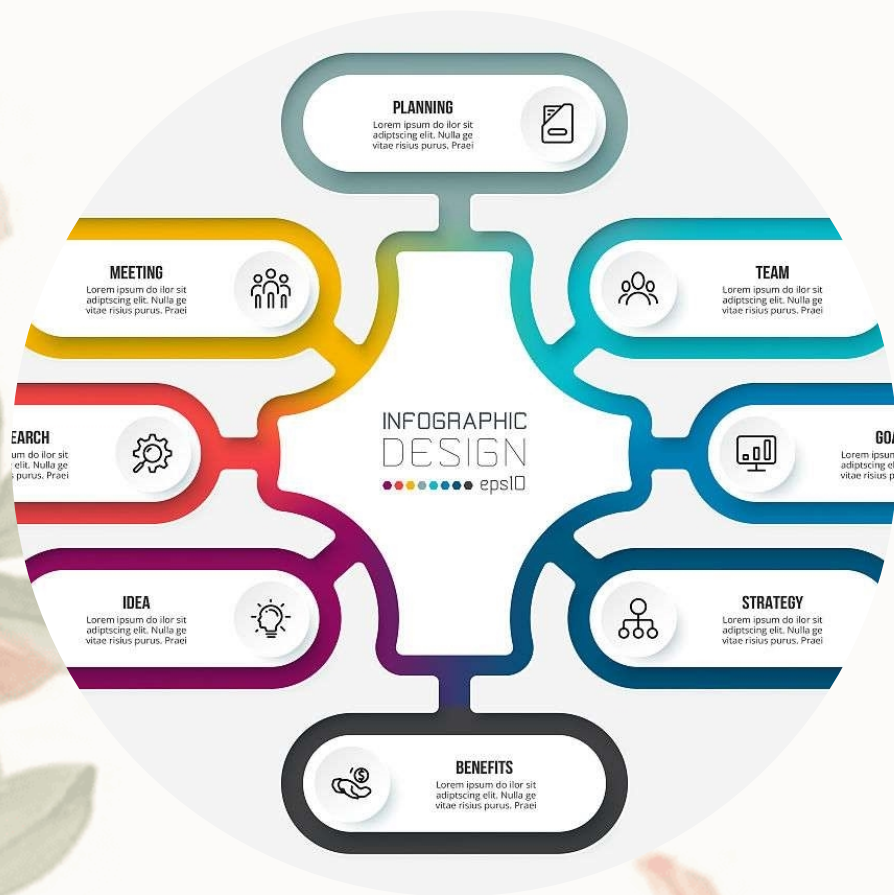 PLANNING
Lorem ipsum do ilor sit
adiptscing elit. Nulla ge
vitae risius purus. Praei
MEETING
Lorem ipsum do ilor sit
adiptscing elit. Nulla ge
vitae risius purus. Praei
TEAM
Lorem ipsum do ilor sit
adiptscing elit. Nulla ge
vitae risius purus. Praei
EARCH
um do ilor sit
elit. Nulla ge
purus. Praei
INFOGRAPHIC
DESIGN
eps10
GOA
Lorem ipsum
adiptscing el
vitae risius p
IDEA
Lorem ipsum do ilor sit
adiptscing elit. Nulla ge
vitae risius purus. Praei
STRATEGY
Lorem ipsum do ilor sit
adiptscing elit. Nulla ge
vitae risius purus. Praei
BENEFITS
Lorem ipsum do ilor sit
adiptscing elit. Nulla ge
vitae risius purus. Praei